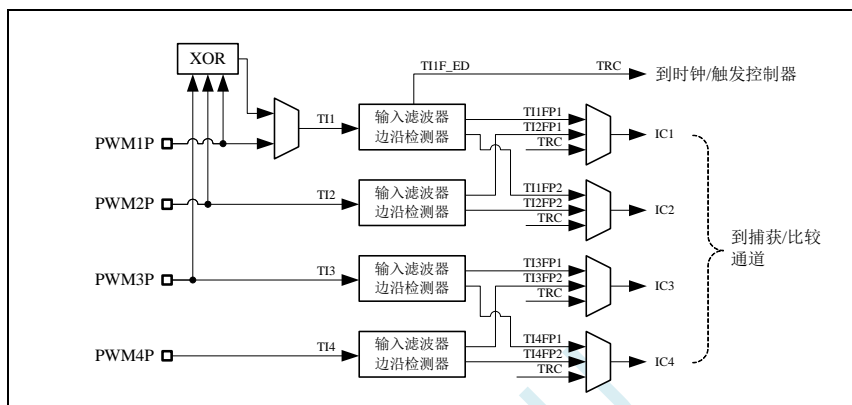 XOR
TI1F_ED
TRC
到时钟/触发控制器
PWM1P
TI1
输入滤波器
边沿检测器
TI1FP1
TI2FP1
TRC
IC1
PWM2P
TI2
输入滤波器
边沿检测器
TI1FP2
TI2FP2
TRC
IC2
到捕获/比较
通道
PWM3P
TI3
输入滤波器
边沿检测器
TI3FP1
TI3FP2
TRC
IC3
PWM4P
TI4
输入滤波器
边沿检测器
TI4FP1
TI4FP2
TRC
IC4